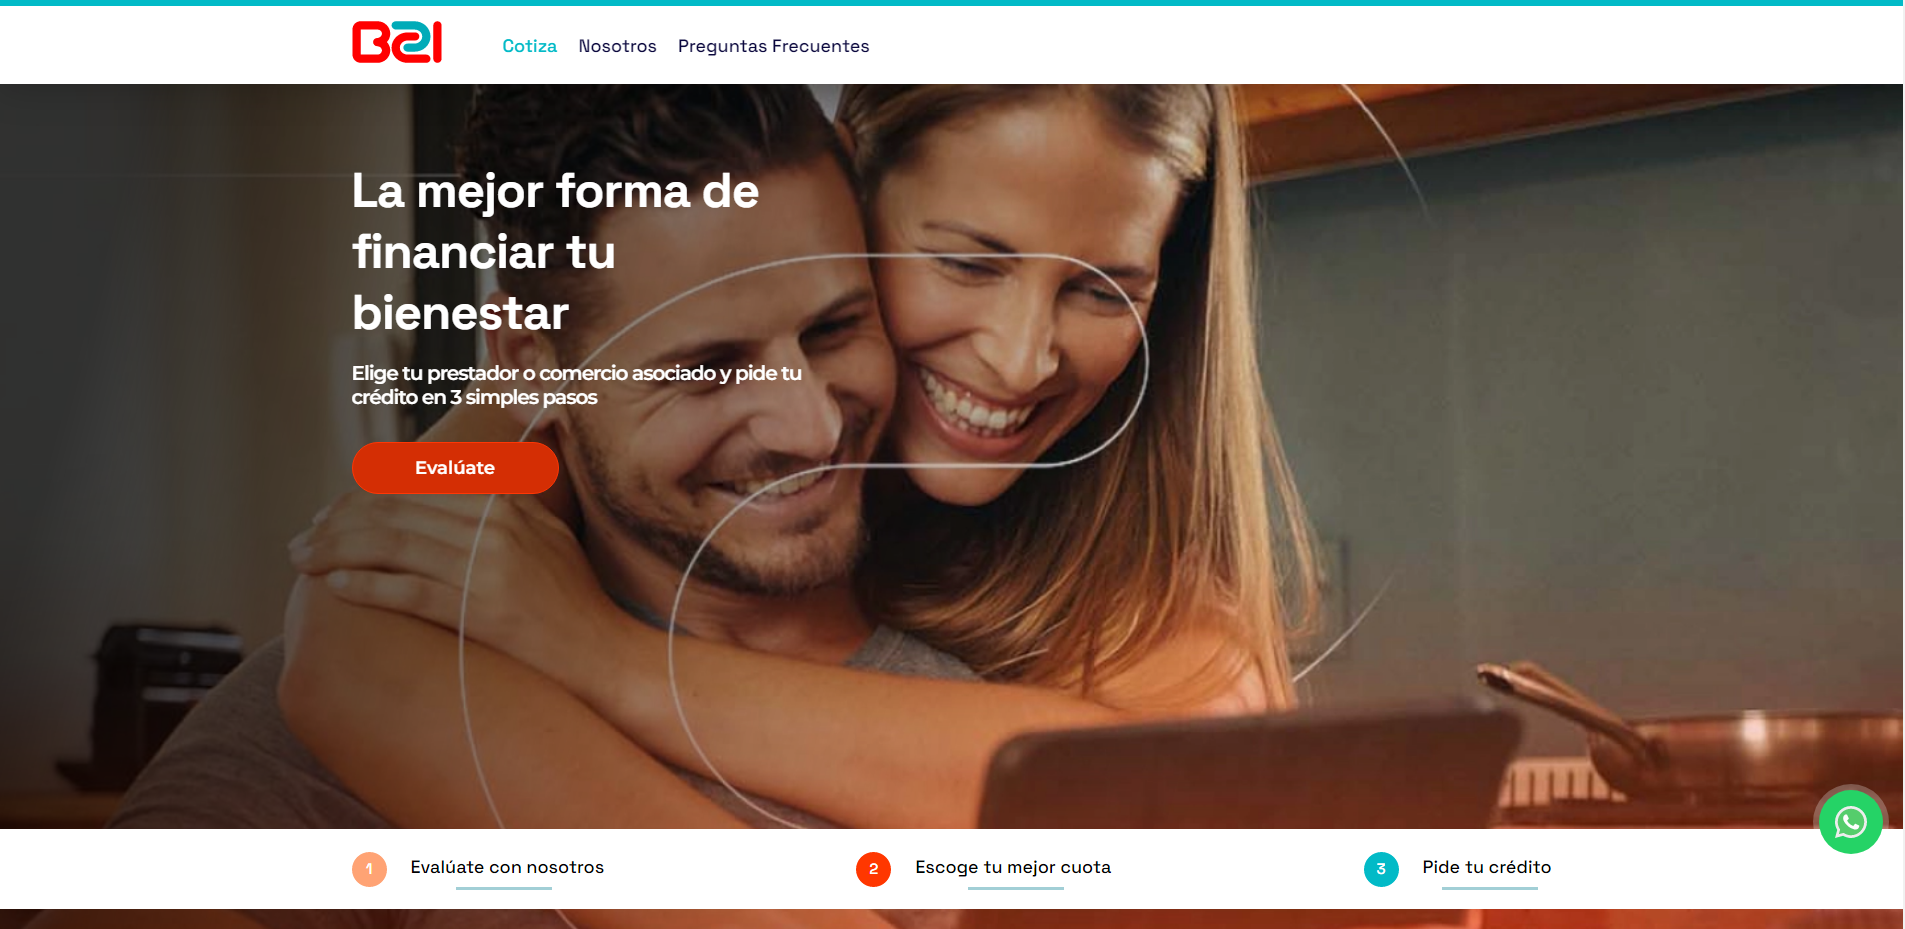 B21
Cotiza Nosotros Preguntas Frecuentes
La mejor forma de
financiar tu
bienestar
Elige tu prestador o comercio asociado y pide tu
crédito en 3 simples pasos
Evalúate
1 Evalúate con nosotros
2 Escoge tu mejor cuota
3 Pide tu crédito